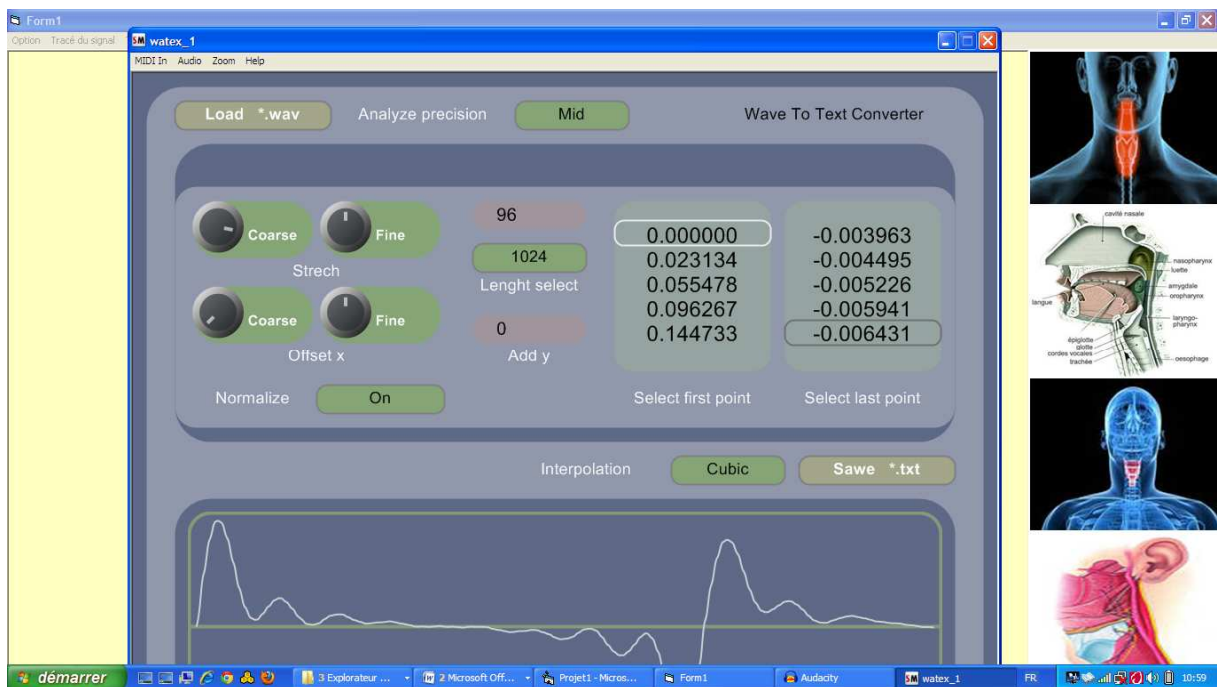 Form1
Option Tracé du signal
SM watex_1
MIDI In Audio Zoom Help
Load *.wav Analyze precision Mid Wave To Text Converter
Coarse Fine
Strech
Coarse Fine
Offset x
Normalize On
96
1024
Lenght select
0
Add y
0.000000
0.023134
0.055478
0.096267
0.144733
Select first point
-0.003963
-0.004495
-0.005226
-0.005941
-0.006431
Select last point
Interpolation Cubic Sawe *.txt
cavité nasale
nasopharynx
luette
amygdale
oropharynx
langue
laryngo-
pharynx
épiglotte
glotte
cordes vocales
trachée
oesophage
démarrer 3 Explorateur ... 2 Microsoft Off... Projet1 - Micros... Form1 Audacity SM watex_1 FR 10:59